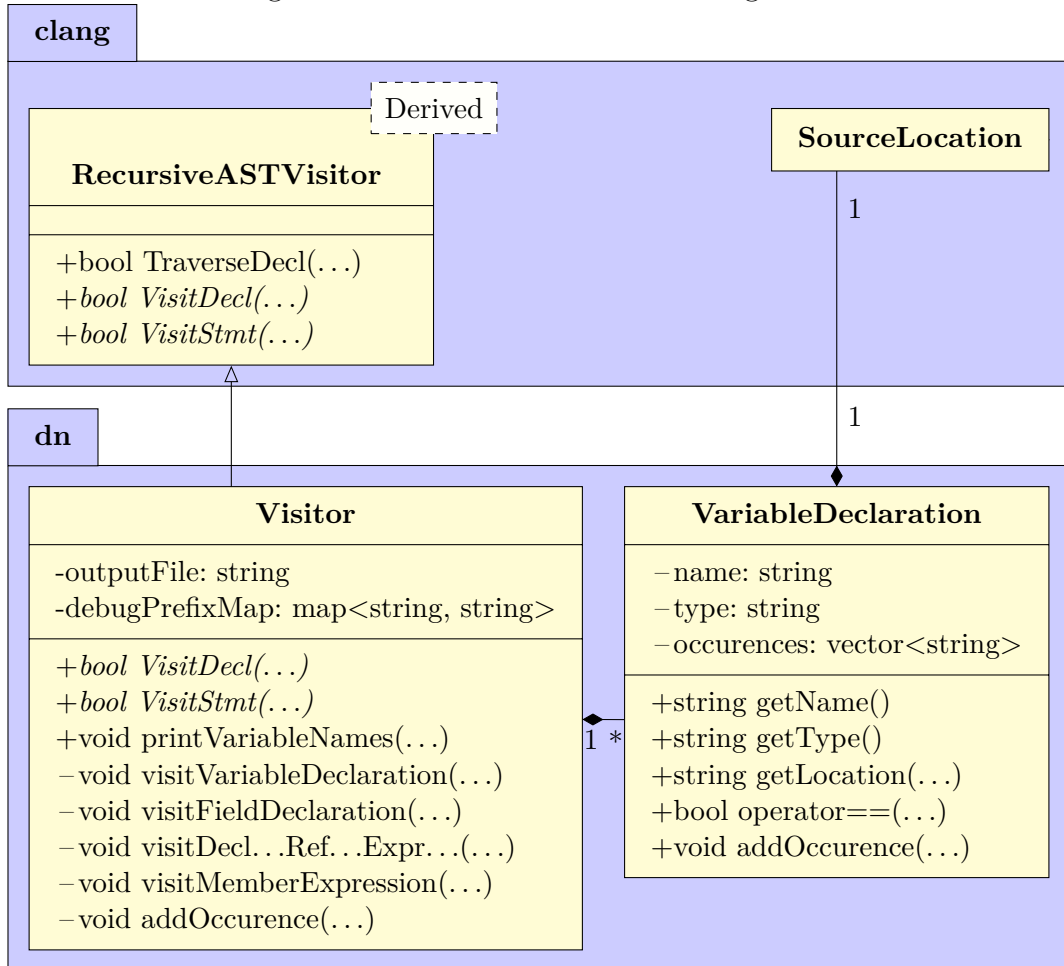 clang
Derived
RecursiveASTVisitor
+bool TraverseDecl(...)
+bool VisitDecl(...)
+bool VisitStmt(...)
SourceLocation
1
1
dn
Visitor
-outputFile: string
-debugPrefixMap: map<string, string>
+bool VisitDecl(...)
+bool VisitStmt(...)
+void printVariableNames(...)
–void visitVariableDeclaration(...)
–void visitFieldDeclaration(...)
–void visitDecl...Ref...Expr...(...)
–void visitMemberExpression(...)
–void addOccurence(...)
1 *
VariableDeclaration
–name: string
–type: string
–occurences: vector<string>
+string getName()
+string getType()
+string getLocation(...)
+bool operator==(...)
+void addOccurence(...)